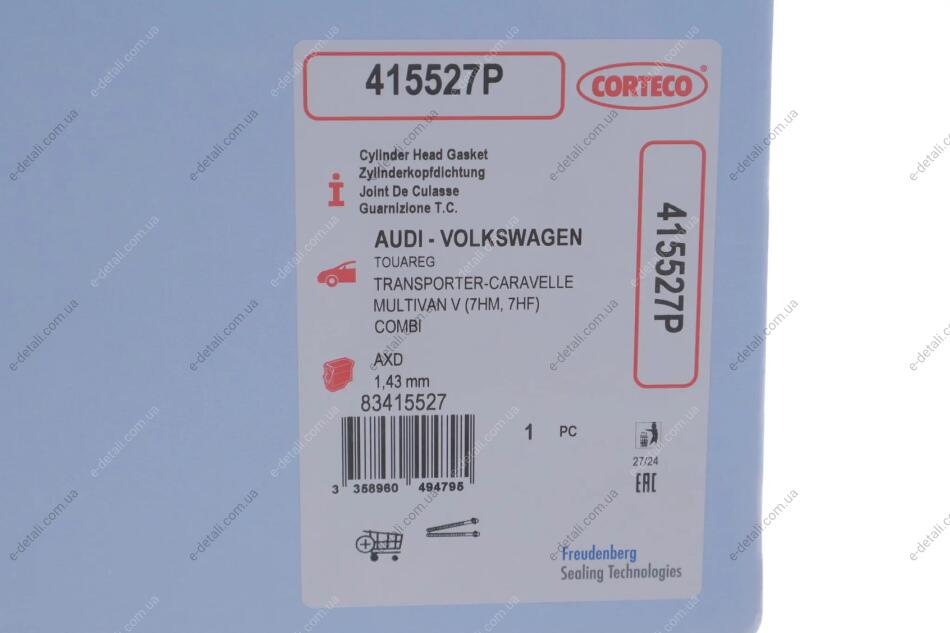 415527P
CORTECO®
Cylinder Head Gasket
Zylinderkopfdichtung
Joint De Culasse
Guarnizione T.C.
AUDI - VOLKSWAGEN
TOUAREG
TRANSPORTER-CARAVELLE
MULTIVAN V (7HM, 7HF)
COMBI
415527P
AXD
1,43 mm
83415527
3 358960 494795
1 PC
27/24
EAC
Freudenberg
Sealing Technologies
e-detali.com.ua